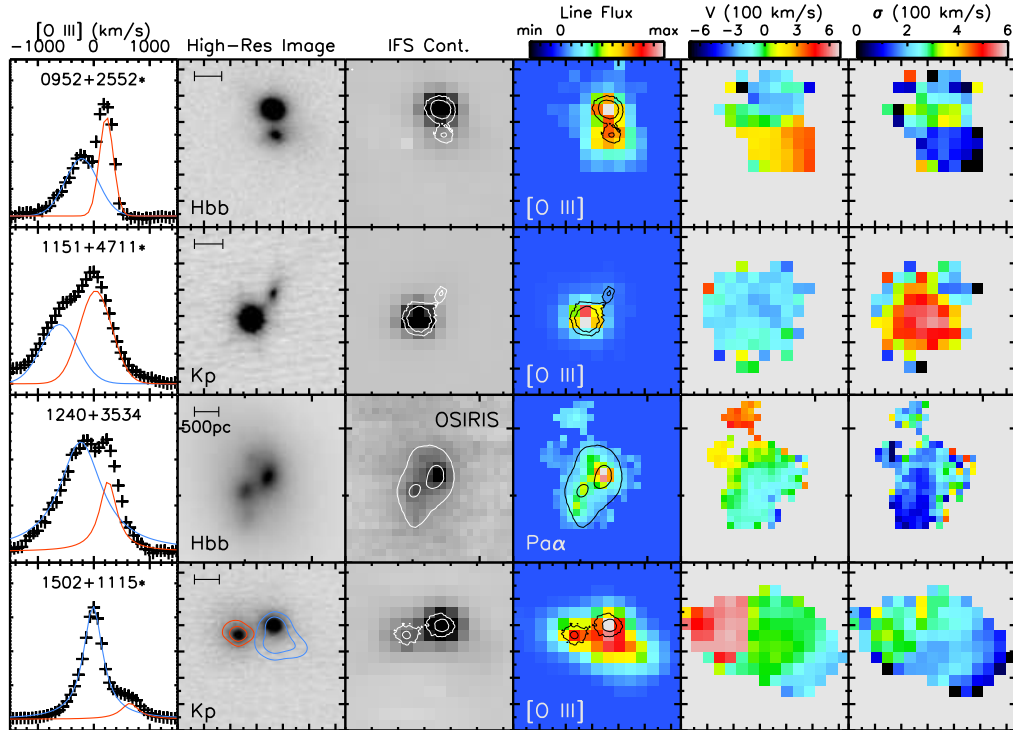 [O III] (km/s)
−1000 0 1000
High-Res Image
IFS Cont.
Line Flux
min 0 max
V (100 km/s)
−6 −3 0 3 6
σ (100 km/s)
0 2 4 6
0952+2552*
Hbb
[O III]
1151+4711*
Kp
[O III]
1240+3534
500pc
Hbb
OSIRIS
Paα
1502+1115*
Kp
[O III]